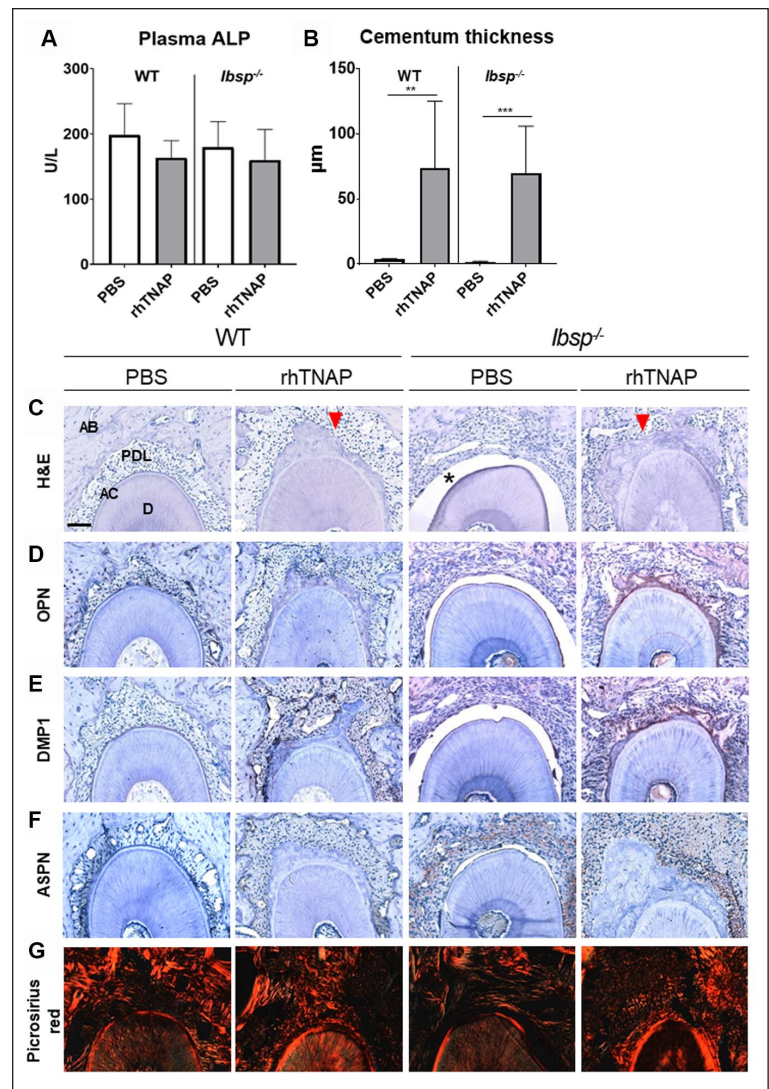 A Plasma ALP
300
200
100
0
U/L
WT
Ibsp-/-
PBS
rhTNAP
PBS
rhTNAP
B Cementum thickness
150
100
50
0
µm
WT
Ibsp-/-
**
***
PBS
rhTNAP
PBS
rhTNAP
WT Ibsp-/-
PBS rhTNAP PBS rhTNAP
C
H&E
AB
PDL
AC
D
*
D
OPN
E
DMP1
F
ASPN
G
Picrosirius
red